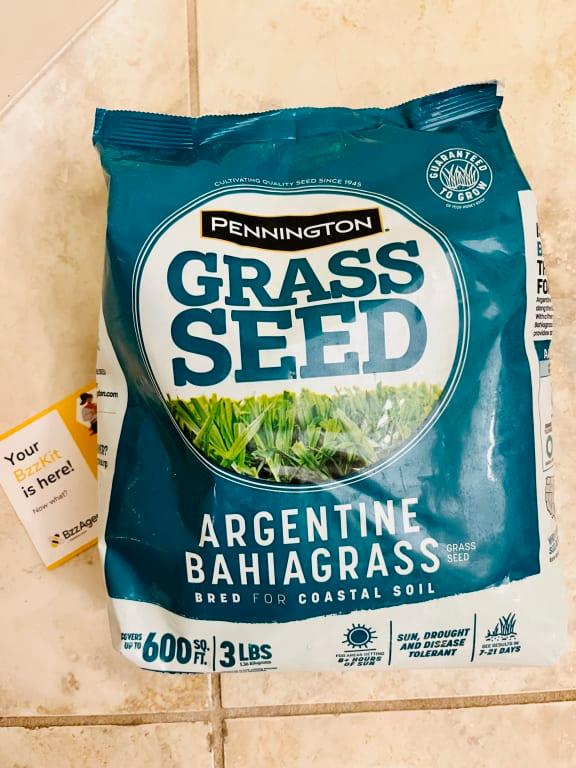 CULTIVATING QUALITY SEED SINCE 1945
GUARANTEED
TO GROW
OR YOUR MONEY BACK
PENNINGTON
GRASS
SEED
ARGENTINE
BAHIAGRASS
GRASS
SEED
BRED FOR COASTAL SOIL
COVERS
UP TO
600
SQ.
FT.
3 LBS
FOR AREAS GETTING
8+ HOURS
OF SUN
SUN, DROUGHT
AND DISEASE
TOLERANT
SEE RESULTS IN
7-21 DAYS
Your
BzzKit
is here!
Now what?
BzzAge